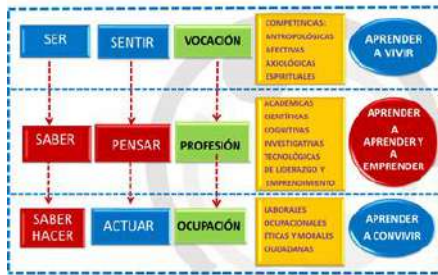 SER
SENTIR
VOCACIÓN
COMPETENCIAS:
ANTROPOLÓGICAS
AFECTIVAS
AXIOLÓGICAS
ESPIRITUALES
APRENDER
A VIVIR
SABER
PENSAR
PROFESIÓN
ACADÉMICAS
CIENTÍFICAS
COGNITIVAS
INVESTIGATIVAS
TECNOLÓGICAS
DE LIDERAZGO Y
EMPRENDIMIENTO
APRENDER
A
APRENDER Y
A
EMPRENDER
SABER
HACER
ACTUAR
OCUPACIÓN
LABORALES
OCUPACIONALES
ÉTICAS Y MORALES
CIUDADANAS
APRENDER
A CONVIVIR